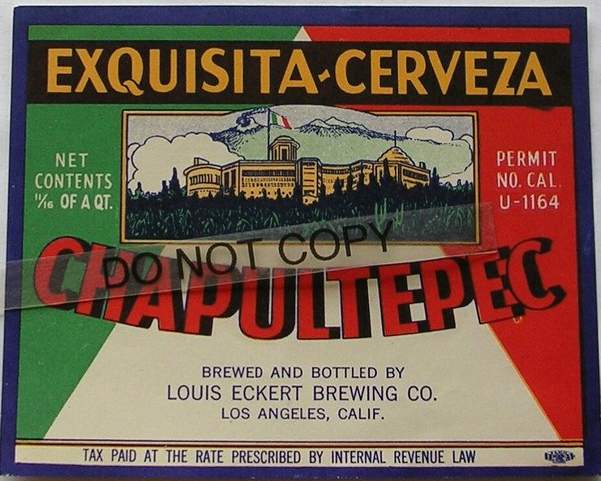 EXQUISITA-CERVEZA
NET
CONTENTS
11/16 OF A QT.
PERMIT
NO. CAL.
U-1164
DO NOT COPY
CHAPULTEPEC
BREWED AND BOTTLED BY
LOUIS ECKERT BREWING CO.
LOS ANGELES, CALIF.
TAX PAID AT THE RATE PRESCRIBED BY INTERNAL REVENUE LAW